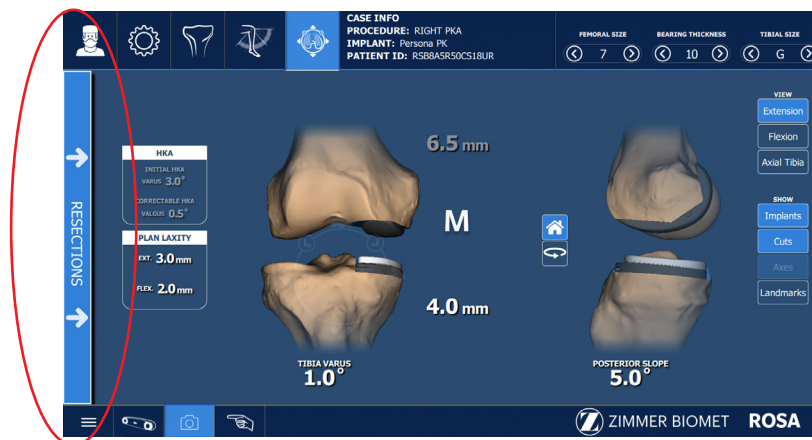 CASE INFO
PROCEDURE: RIGHT PKA
IMPLANT: Persona PK
PATIENT ID: RSB8A5R50CS18UR
FEMORAL SIZE
7
BEARING THICKNESS
10
TIBIAL SIZE
G
RESECTIONS
HKA
INITIAL HKA
VARUS 3.0°
CORRECTABLE HKA
VALGUS 0.5°
PLAN LAXITY
EXT. 3.0 mm
FLEX. 2.0 mm
6.5 mm
M
4.0 mm
TIBIA VARUS
1.0°
POSTERIOR SLOPE
5.0°
VIEW
Extension
Flexion
Axial Tibia
SHOW
Implants
Cuts
Axes
Landmarks
ZIMMER BIOMET
ROSA